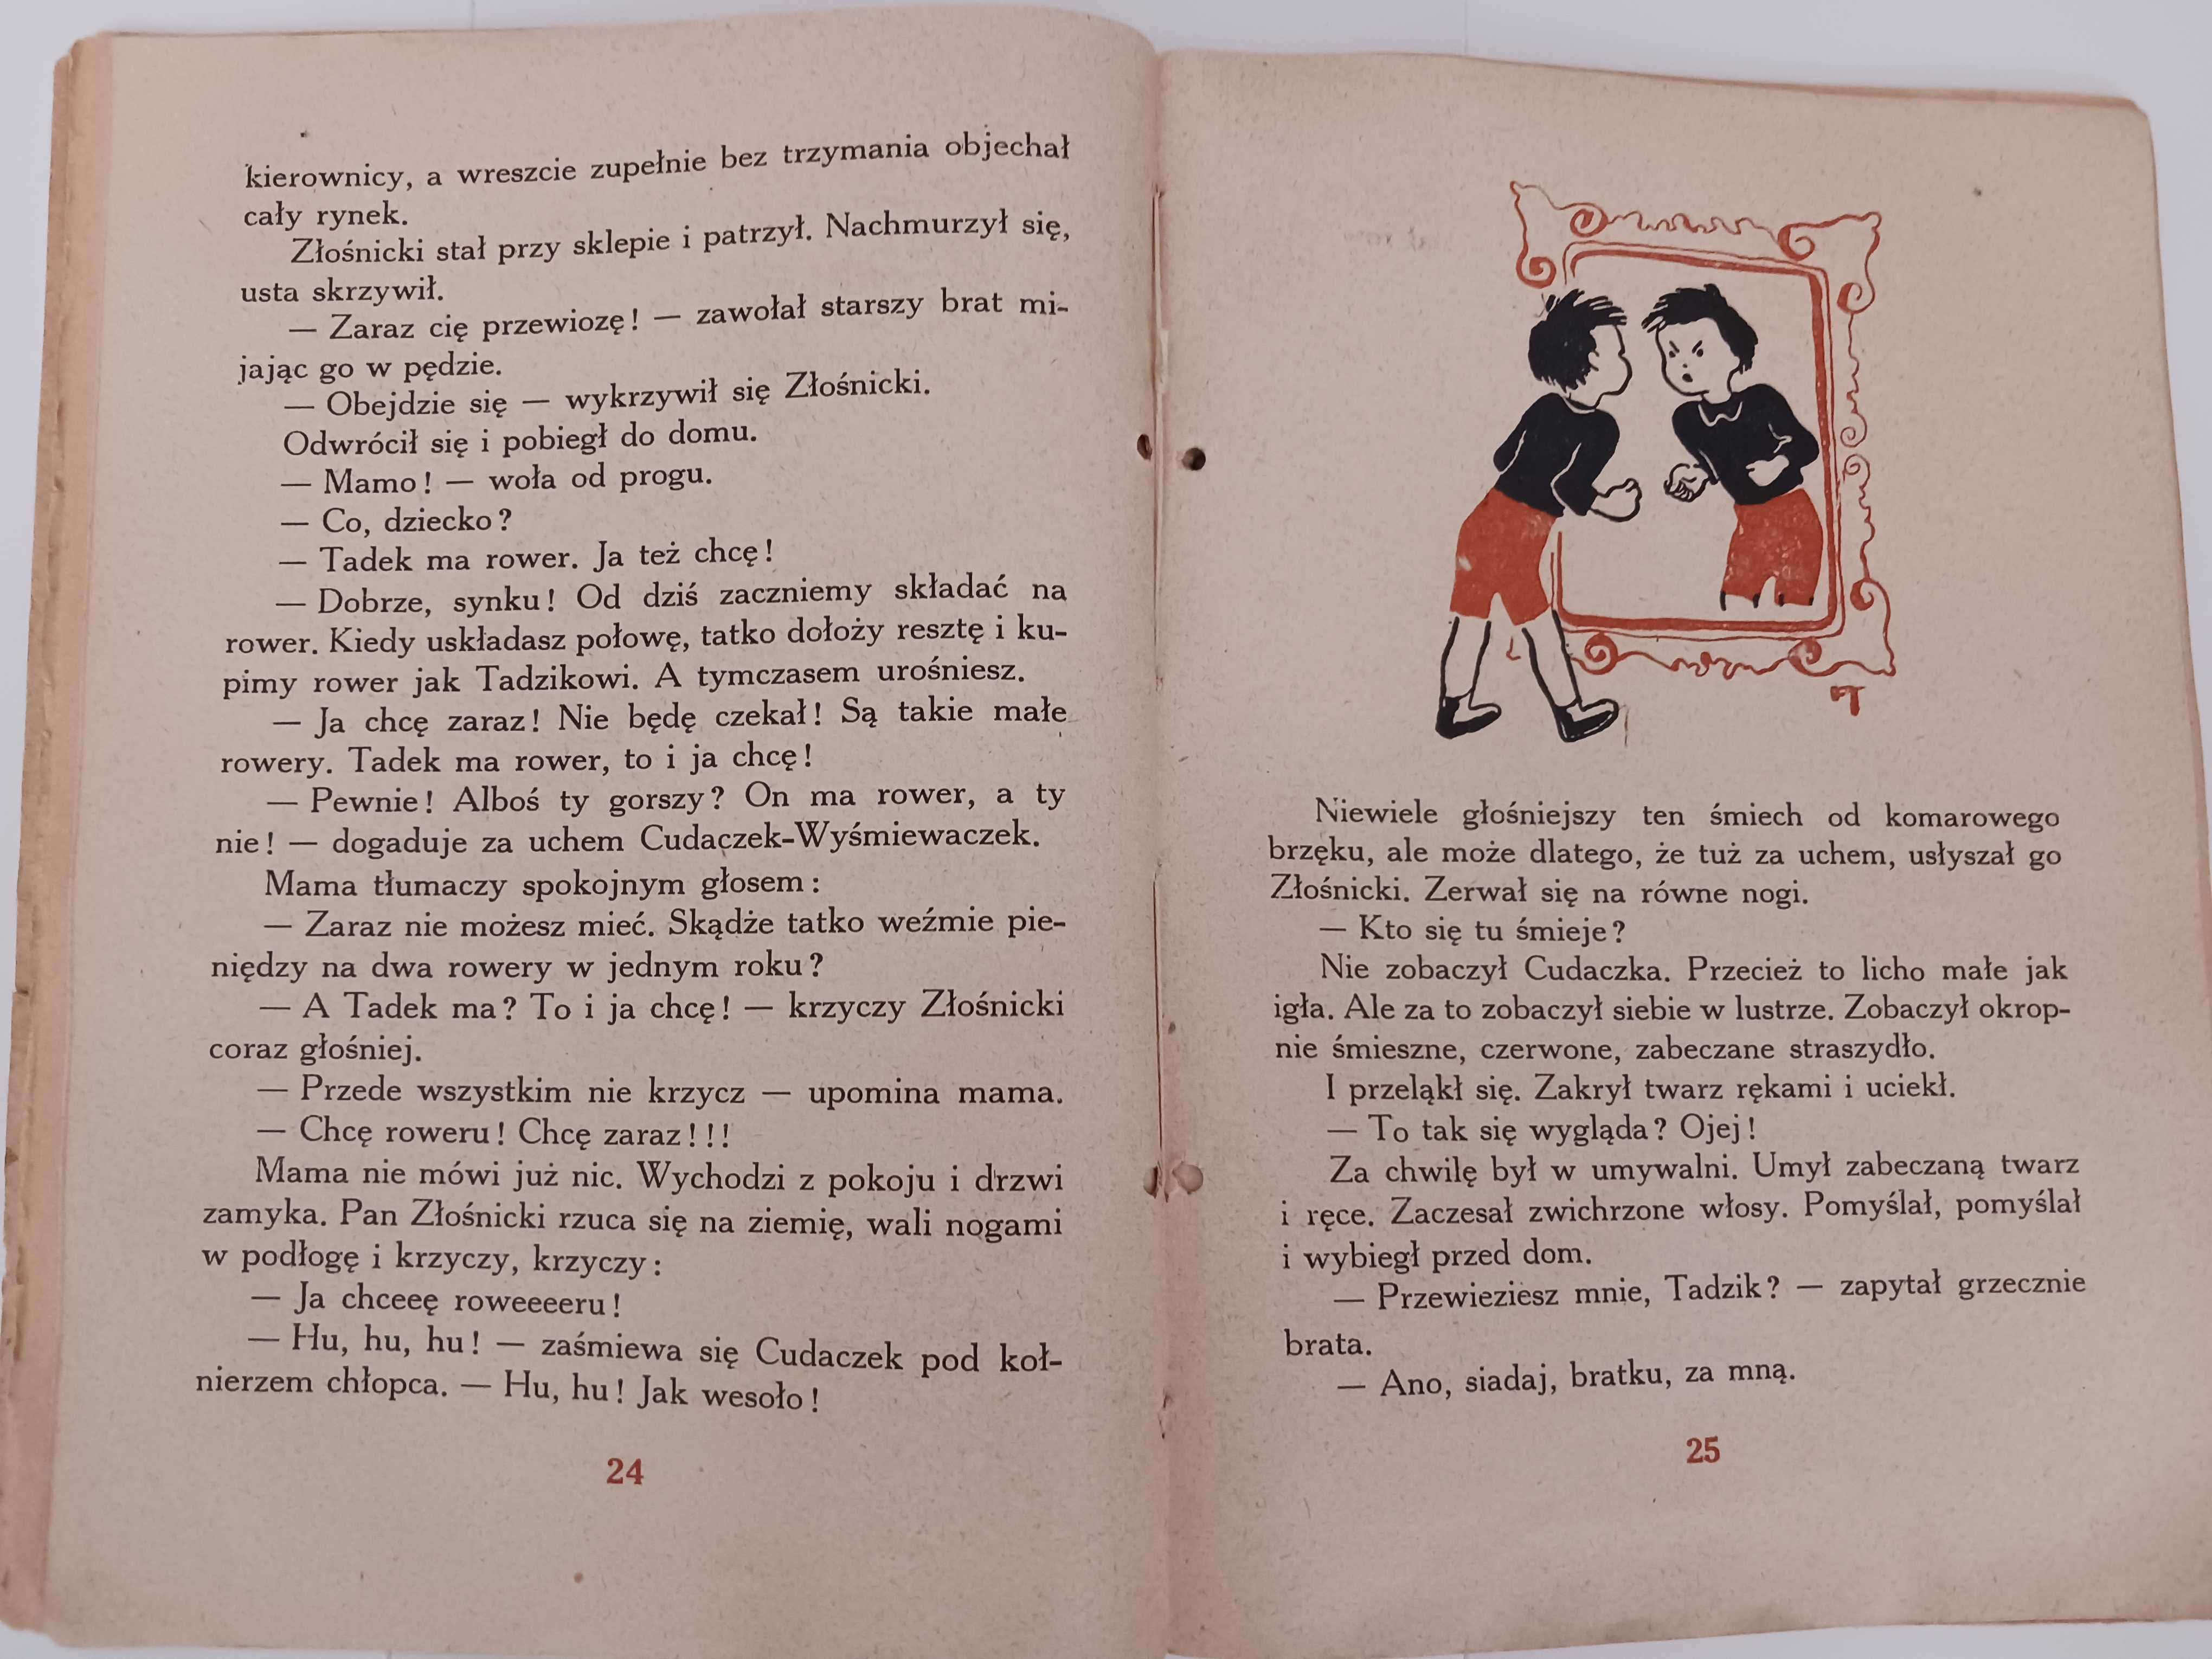 kierownicy, a wreszcie zupełnie bez trzymania objechał
cały rynek.
Złośnicki stał przy sklepie i patrzył. Nachmurzył się,
usta skrzywił.
— Zaraz cię przewiozę! — zawołał starszy brat mi-
jając go w pędzie.
— Obejdzie się — wykrzywił się Złośnicki.
Odwrócił się i pobiegł do domu.
— Mamo! — woła od progu.
— Co, dziecko?
— Tadek ma rower. Ja też chcę!
— Dobrze, synku! Od dziś zaczniemy składać na
rower. Kiedy uskładasz połowę, tatko dołoży resztę i ku-
pimy rower jak Tadzikowi. A tymczasem urośniesz.
— Ja chcę zaraz! Nie będę czekał! Są takie małe
rowery. Tadek ma rower, to i ja chcę!
— Pewnie! Alboś ty gorszy? On ma rower, a ty
nie! — dogaduje za uchem Cudaczek-Wyśmiewaczek.
Mama tłumaczy spokojnym głosem:
— Zaraz nie możesz mieć. Skądże tatko weźmie pie-
niędzy na dwa rowery w jednym roku?
— A Tadek ma? To i ja chcę! — krzyczy Złośnicki
coraz głośniej.
— Przede wszystkim nie krzycz — upomina mama.
— Chcę roweru! Chcę zaraz!!!
Mama nie mówi już nic. Wychodzi z pokoju i drzwi
zamyka. Pan Złośnicki rzuca się na ziemię, wali nogami
w podłogę i krzyczy, krzyczy:
— Ja chceeę roweeeeru!
— Hu, hu, hu! — zaśmiewa się Cudaczek pod koł-
nierzem chłopca. — Hu, hu! Jak wesoło!
24
Niewiele głośniejszy ten śmiech od komarowego
brzęku, ale może dlatego, że tuż za uchem, usłyszał go
Złośnicki. Zerwał się na równe nogi.
— Kto się tu śmieje?
Nie zobaczył Cudaczka. Przecież to licho małe jak
igła. Ale za to zobaczył siebie w lustrze. Zobaczył okrop-
nie śmieszne, czerwone, zabeczane straszydło.
I przeląkł się. Zakrył twarz rękami i uciekł.
— To tak się wygląda? Ojej!
Za chwilę był w umywalni. Umył zabeczaną twarz
i ręce. Zaczesał zwichrzone włosy. Pomyślał, pomyślał
i wybiegł przed dom.
— Przewieziesz mnie, Tadzik? — zapytał grzecznie
brata.
— Ano, siadaj, bratku, za mną.
25